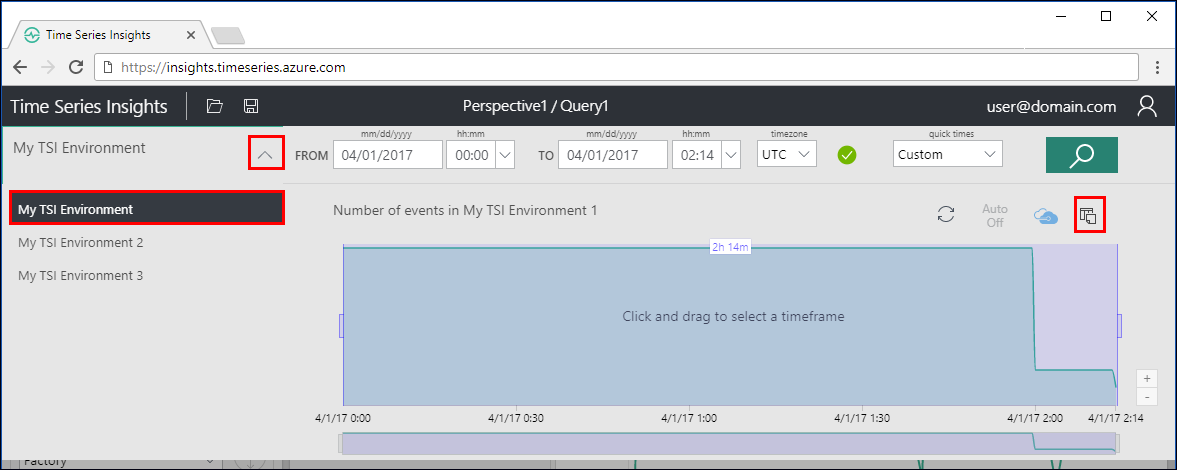 Time Series Insights
https://insights.timeseries.azure.com
Time Series Insights
Perspective1 / Query1
user@domain.com
My TSI Environment
mm/dd/yyyy hh:mm mm/dd/yyyy hh:mm timezone quick times
FROM 04/01/2017 00:00 TO 04/01/2017 02:14 UTC Custom
My TSI Environment
My TSI Environment 2
My TSI Environment 3
Number of events in My TSI Environment 1
Auto
Off
2h 14m
Click and drag to select a timeframe
+
-
4/1/17 0:00 4/1/17 0:30 4/1/17 1:00 4/1/17 1:30 4/1/17 2:00 4/1/17 2:14
Factory